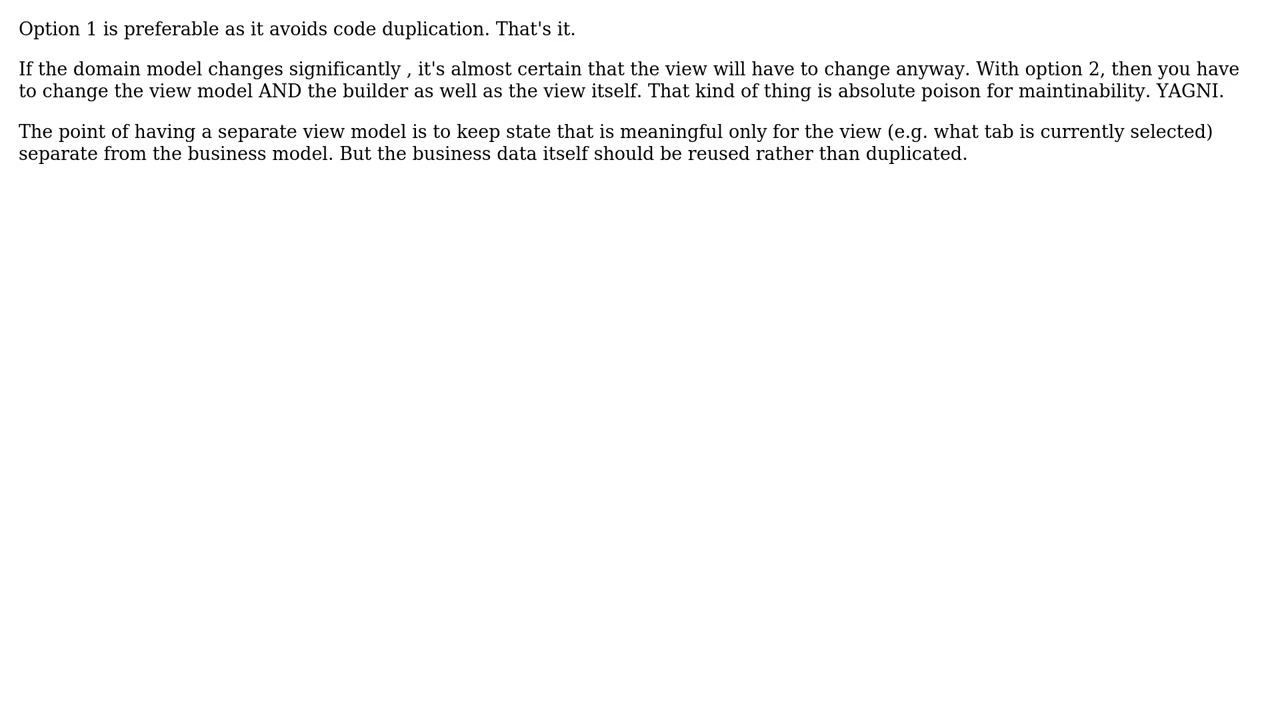 Option 1 is preferable as it avoids code duplication. That's it.
If the domain model changes significantly , it's almost certain that the view will have to change anyway. With option 2, then you have
to change the view model AND the builder as well as the view itself. That kind of thing is absolute poison for maintinability. YAGNI.
The point of having a separate view model is to keep state that is meaningful only for the view (e.g. what tab is currently selected)
separate from the business model. But the business data itself should be reused rather than duplicated.